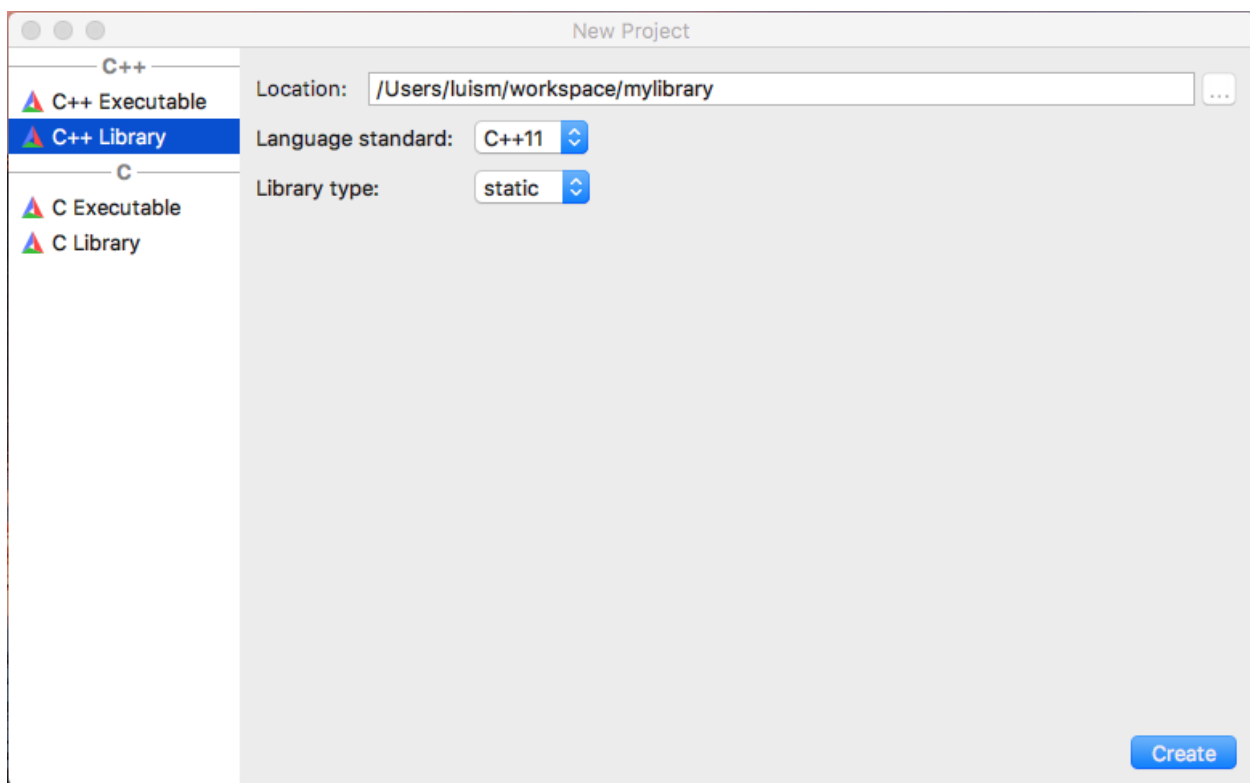 New Project
C++
C++ Executable
C++ Library
C
C Executable
C Library
Location: /Users/luism/workspace/mylibrary ...
Language standard: C++11
Library type: static
Create